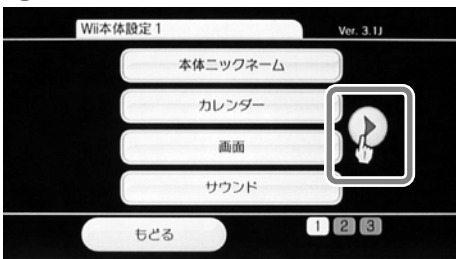 Wii本体設定 1
Ver. 3.1J
本体ニックネーム
カレンダー
画面
サウンド
もどる
1 2 3